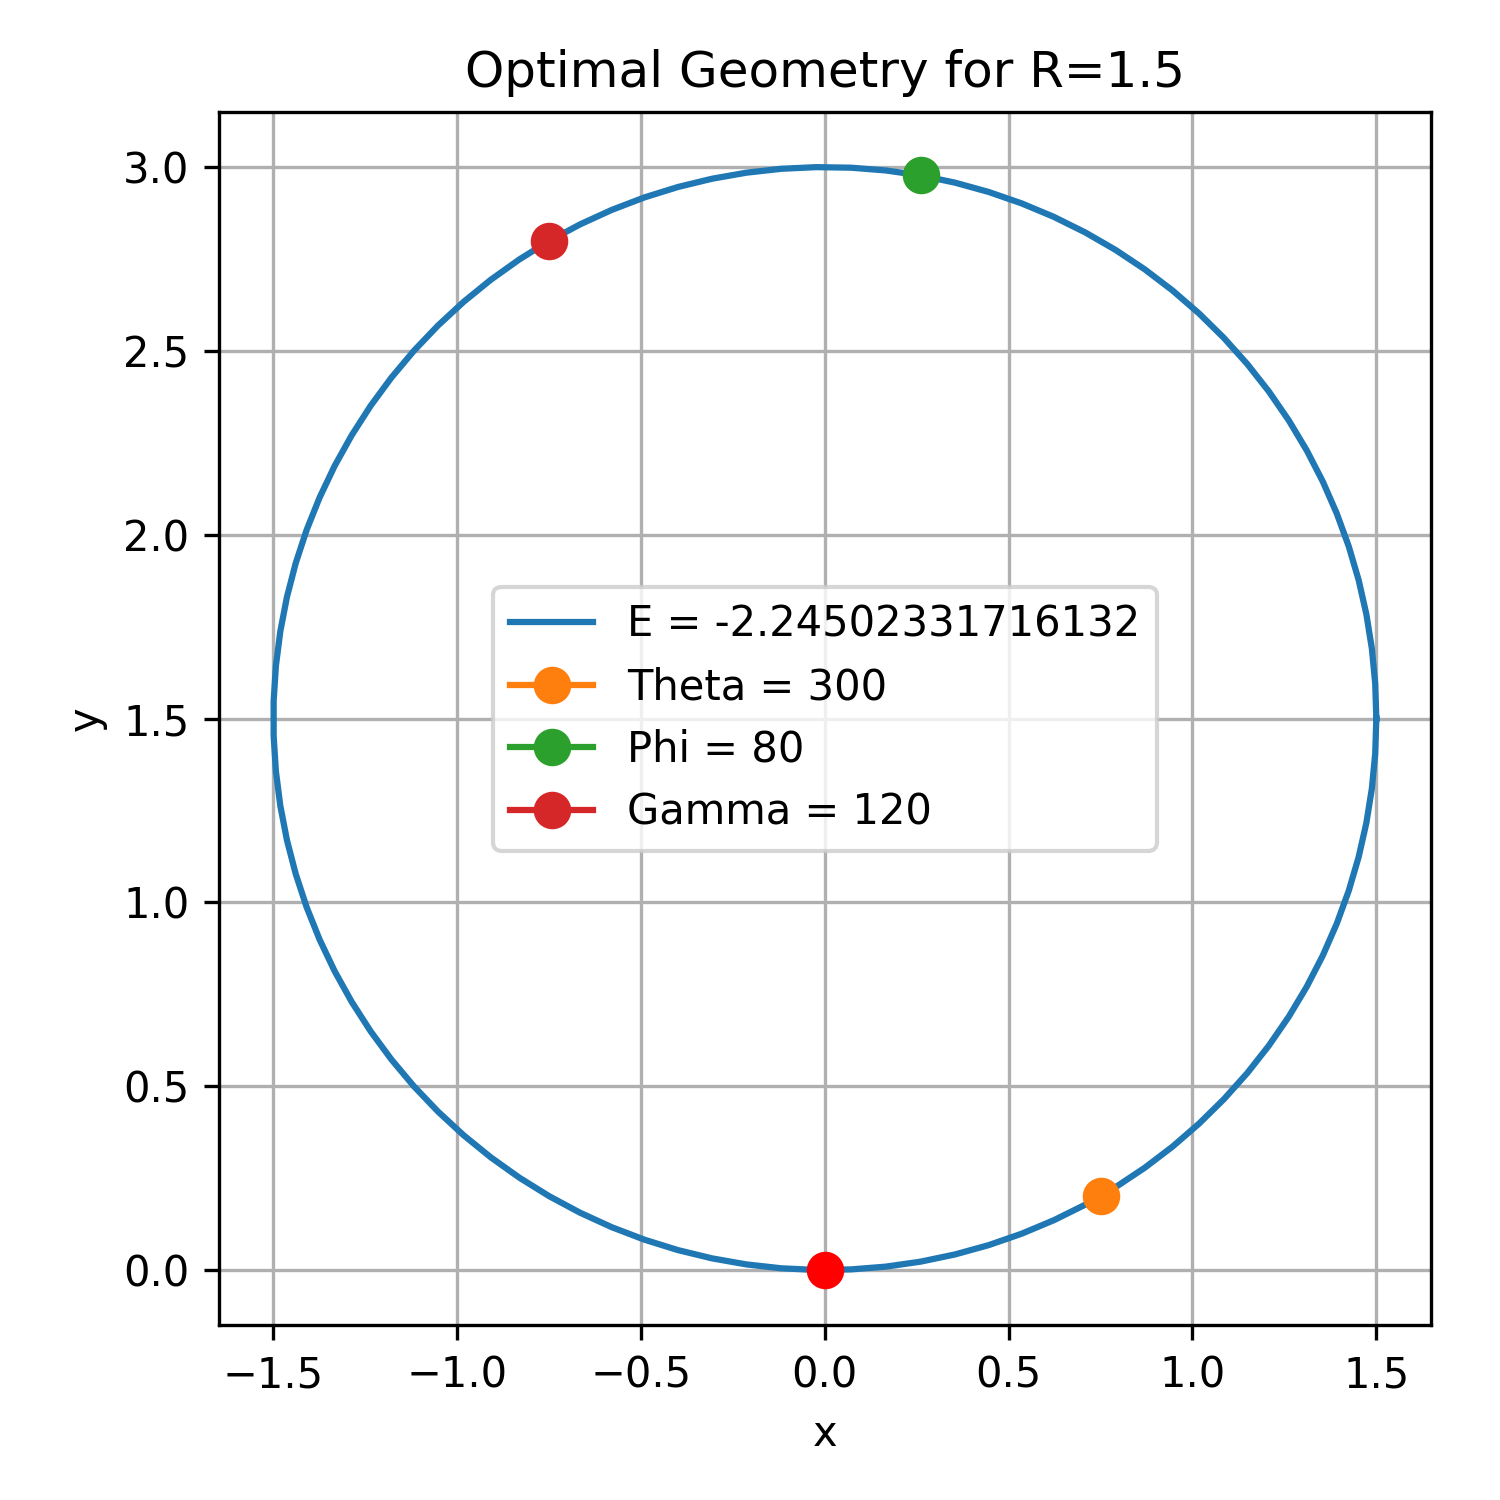 Optimal Geometry for R=1.5
3.0
2.5
2.0
1.5
1.0
0.5
0.0
y
E = -2.24502331716132
Theta = 300
Phi = 80
Gamma = 120
−1.5 −1.0 −0.5 0.0 0.5 1.0 1.5
x